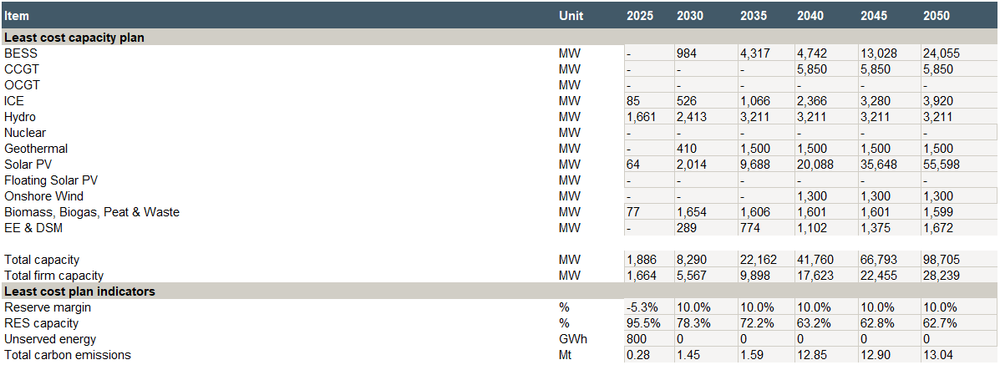 Item Unit 2025 2030 2035 2040 2045 2050
Least cost capacity plan
BESS MW - 984 4,317 4,742 13,028 24,055
CCGT MW - - - 5,850 5,850 5,850
OCGT MW - - - - - -
ICE MW 85 526 1,066 2,366 3,280 3,920
Hydro MW 1,661 2,413 3,211 3,211 3,211 3,211
Nuclear MW - - - - - -
Geothermal MW - 410 1,500 1,500 1,500 1,500
Solar PV MW 64 2,014 9,688 20,088 35,648 55,598
Floating Solar PV MW - - - - - -
Onshore Wind MW - - - 1,300 1,300 1,300
Biomass, Biogas, Peat & Waste MW 77 1,654 1,606 1,601 1,601 1,599
EE & DSM MW - 289 774 1,102 1,375 1,672
Total capacity MW 1,886 8,290 22,162 41,760 66,793 98,705
Total firm capacity MW 1,664 5,567 9,898 17,623 22,455 28,239
Least cost plan indicators
Reserve margin % -5.3% 10.0% 10.0% 10.0% 10.0% 10.0%
RES capacity % 95.5% 78.3% 72.2% 63.2% 62.8% 62.7%
Unserved energy GWh 800 0 0 0 0 0
Total carbon emissions Mt 0.28 1.45 1.59 12.85 12.90 13.04